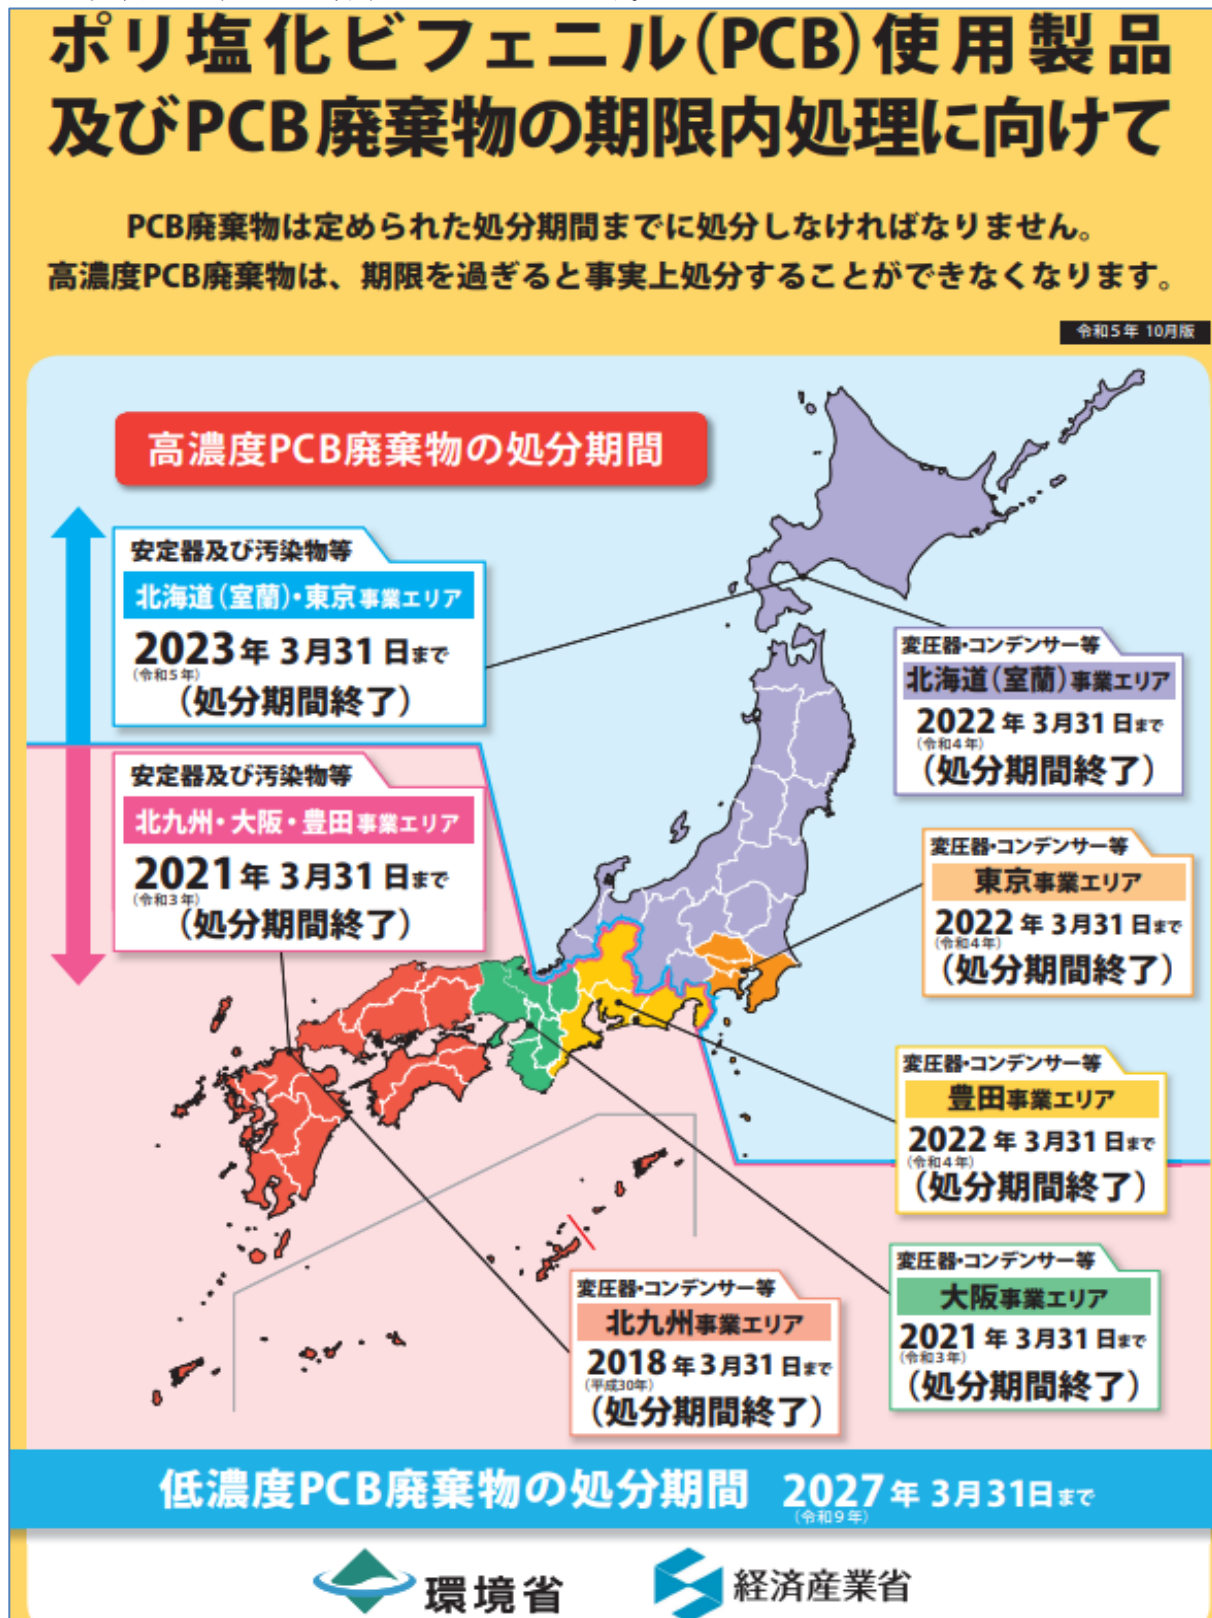 ポリ塩化ビフェニル(PCB)使用製品
及びPCB廃棄物の期限内処理に向けて
PCB廃棄物は定められた処分期間までに処分しなければなりません。
高濃度PCB廃棄物は、期限を過ぎると事実上処分することができなくなります。
令和5年 10月版
高濃度PCB廃棄物の処分期間
安定器及び汚染物等
北海道(室蘭)・東京事業エリア
2023年 3月31日まで
(令和5年)
(処分期間終了)
変圧器・コンデンサー等
北海道(室蘭)事業エリア
2022年 3月31日まで
(令和4年)
(処分期間終了)
安定器及び汚染物等
北九州・大阪・豊田事業エリア
2021年 3月31日まで
(令和3年)
(処分期間終了)
変圧器・コンデンサー等
東京事業エリア
2022年 3月31日まで
(令和4年)
(処分期間終了)
変圧器・コンデンサー等
豊田事業エリア
2022年 3月31日まで
(令和4年)
(処分期間終了)
変圧器・コンデンサー等
大阪事業エリア
2021年 3月31日まで
(令和3年)
(処分期間終了)
変圧器・コンデンサー等
北九州事業エリア
2018年 3月31日まで
(平成30年)
(処分期間終了)
低濃度PCB廃棄物の処分期間 2027年 3月31日まで
(令和9年)
環境省 経済産業省